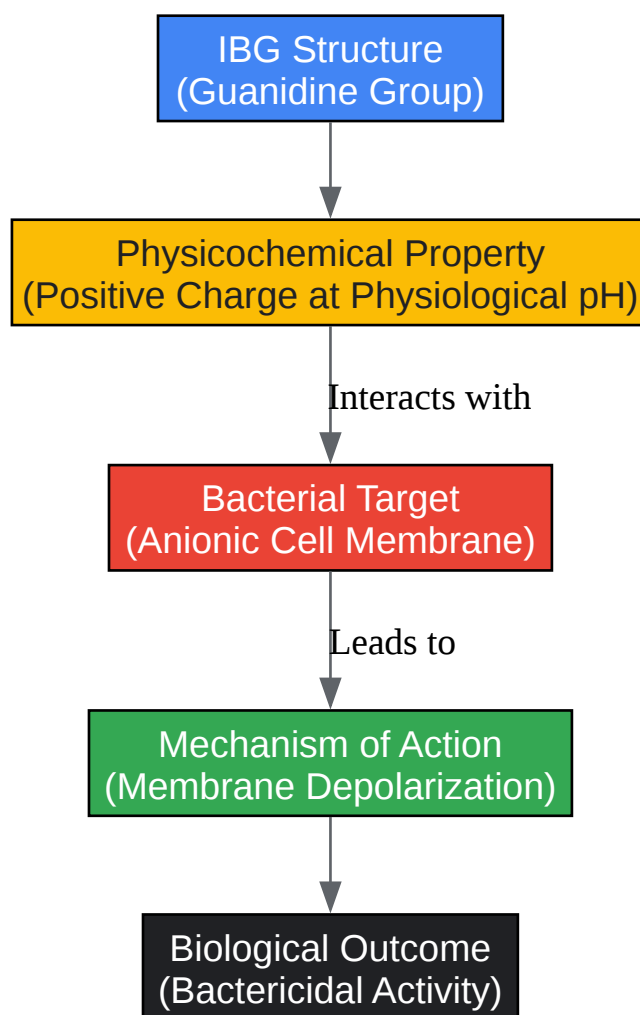 IBG Structure
(Guanidine Group)
Physicochemical Property
(Positive Charge at Physiological pH)
Interacts with
Bacterial Target
(Anionic Cell Membrane)
Leads to
Mechanism of Action
(Membrane Depolarization)
Biological Outcome
(Bactericidal Activity)